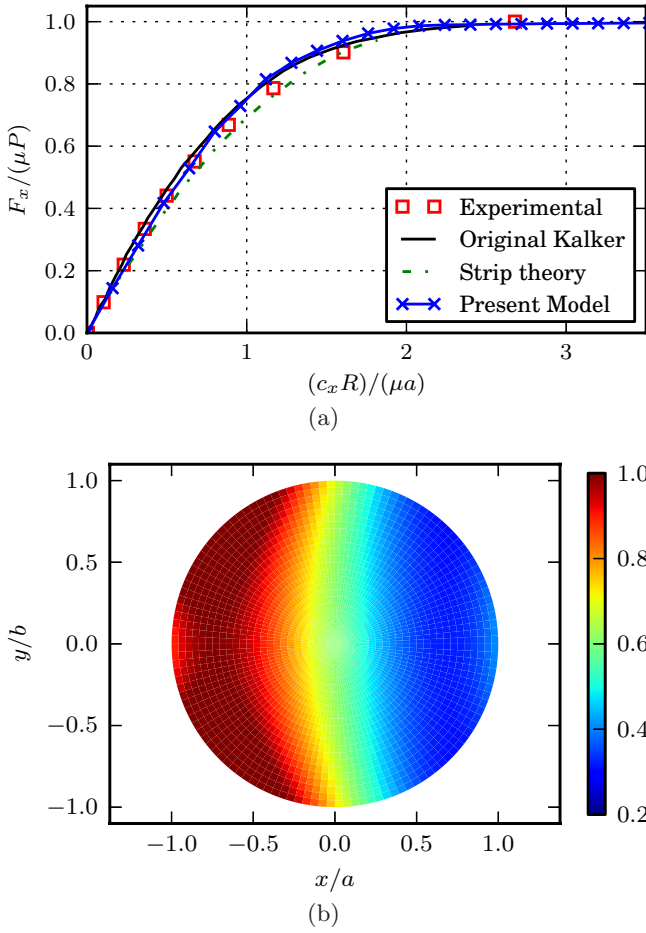 1.0
0.8
0.6
0.4
0.2
0.0
F_x/(μP)
Experimental
Original Kalker
Strip theory
Present Model
0 1 2 3
(c_xR)/(μa)
(a)
1.0
0.5
0.0
−0.5
−1.0
y/b
−1.0 −0.5 0.0 0.5 1.0
x/a
1.0
0.8
0.6
0.4
0.2
(b)